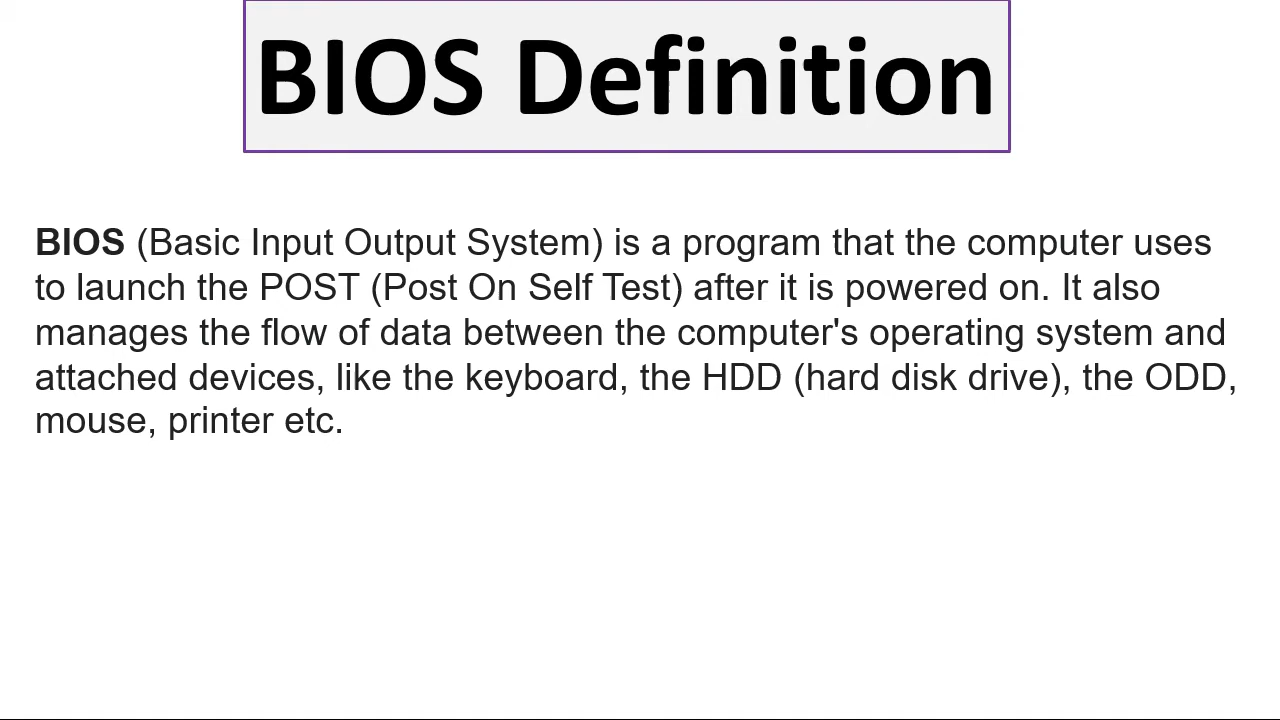 BIOS Definition
BIOS (Basic Input Output System) is a program that the computer uses
to launch the POST (Post On Self Test) after it is powered on. It also
manages the flow of data between the computer's operating system and
attached devices, like the keyboard, the HDD (hard disk drive), the ODD,
mouse, printer etc.